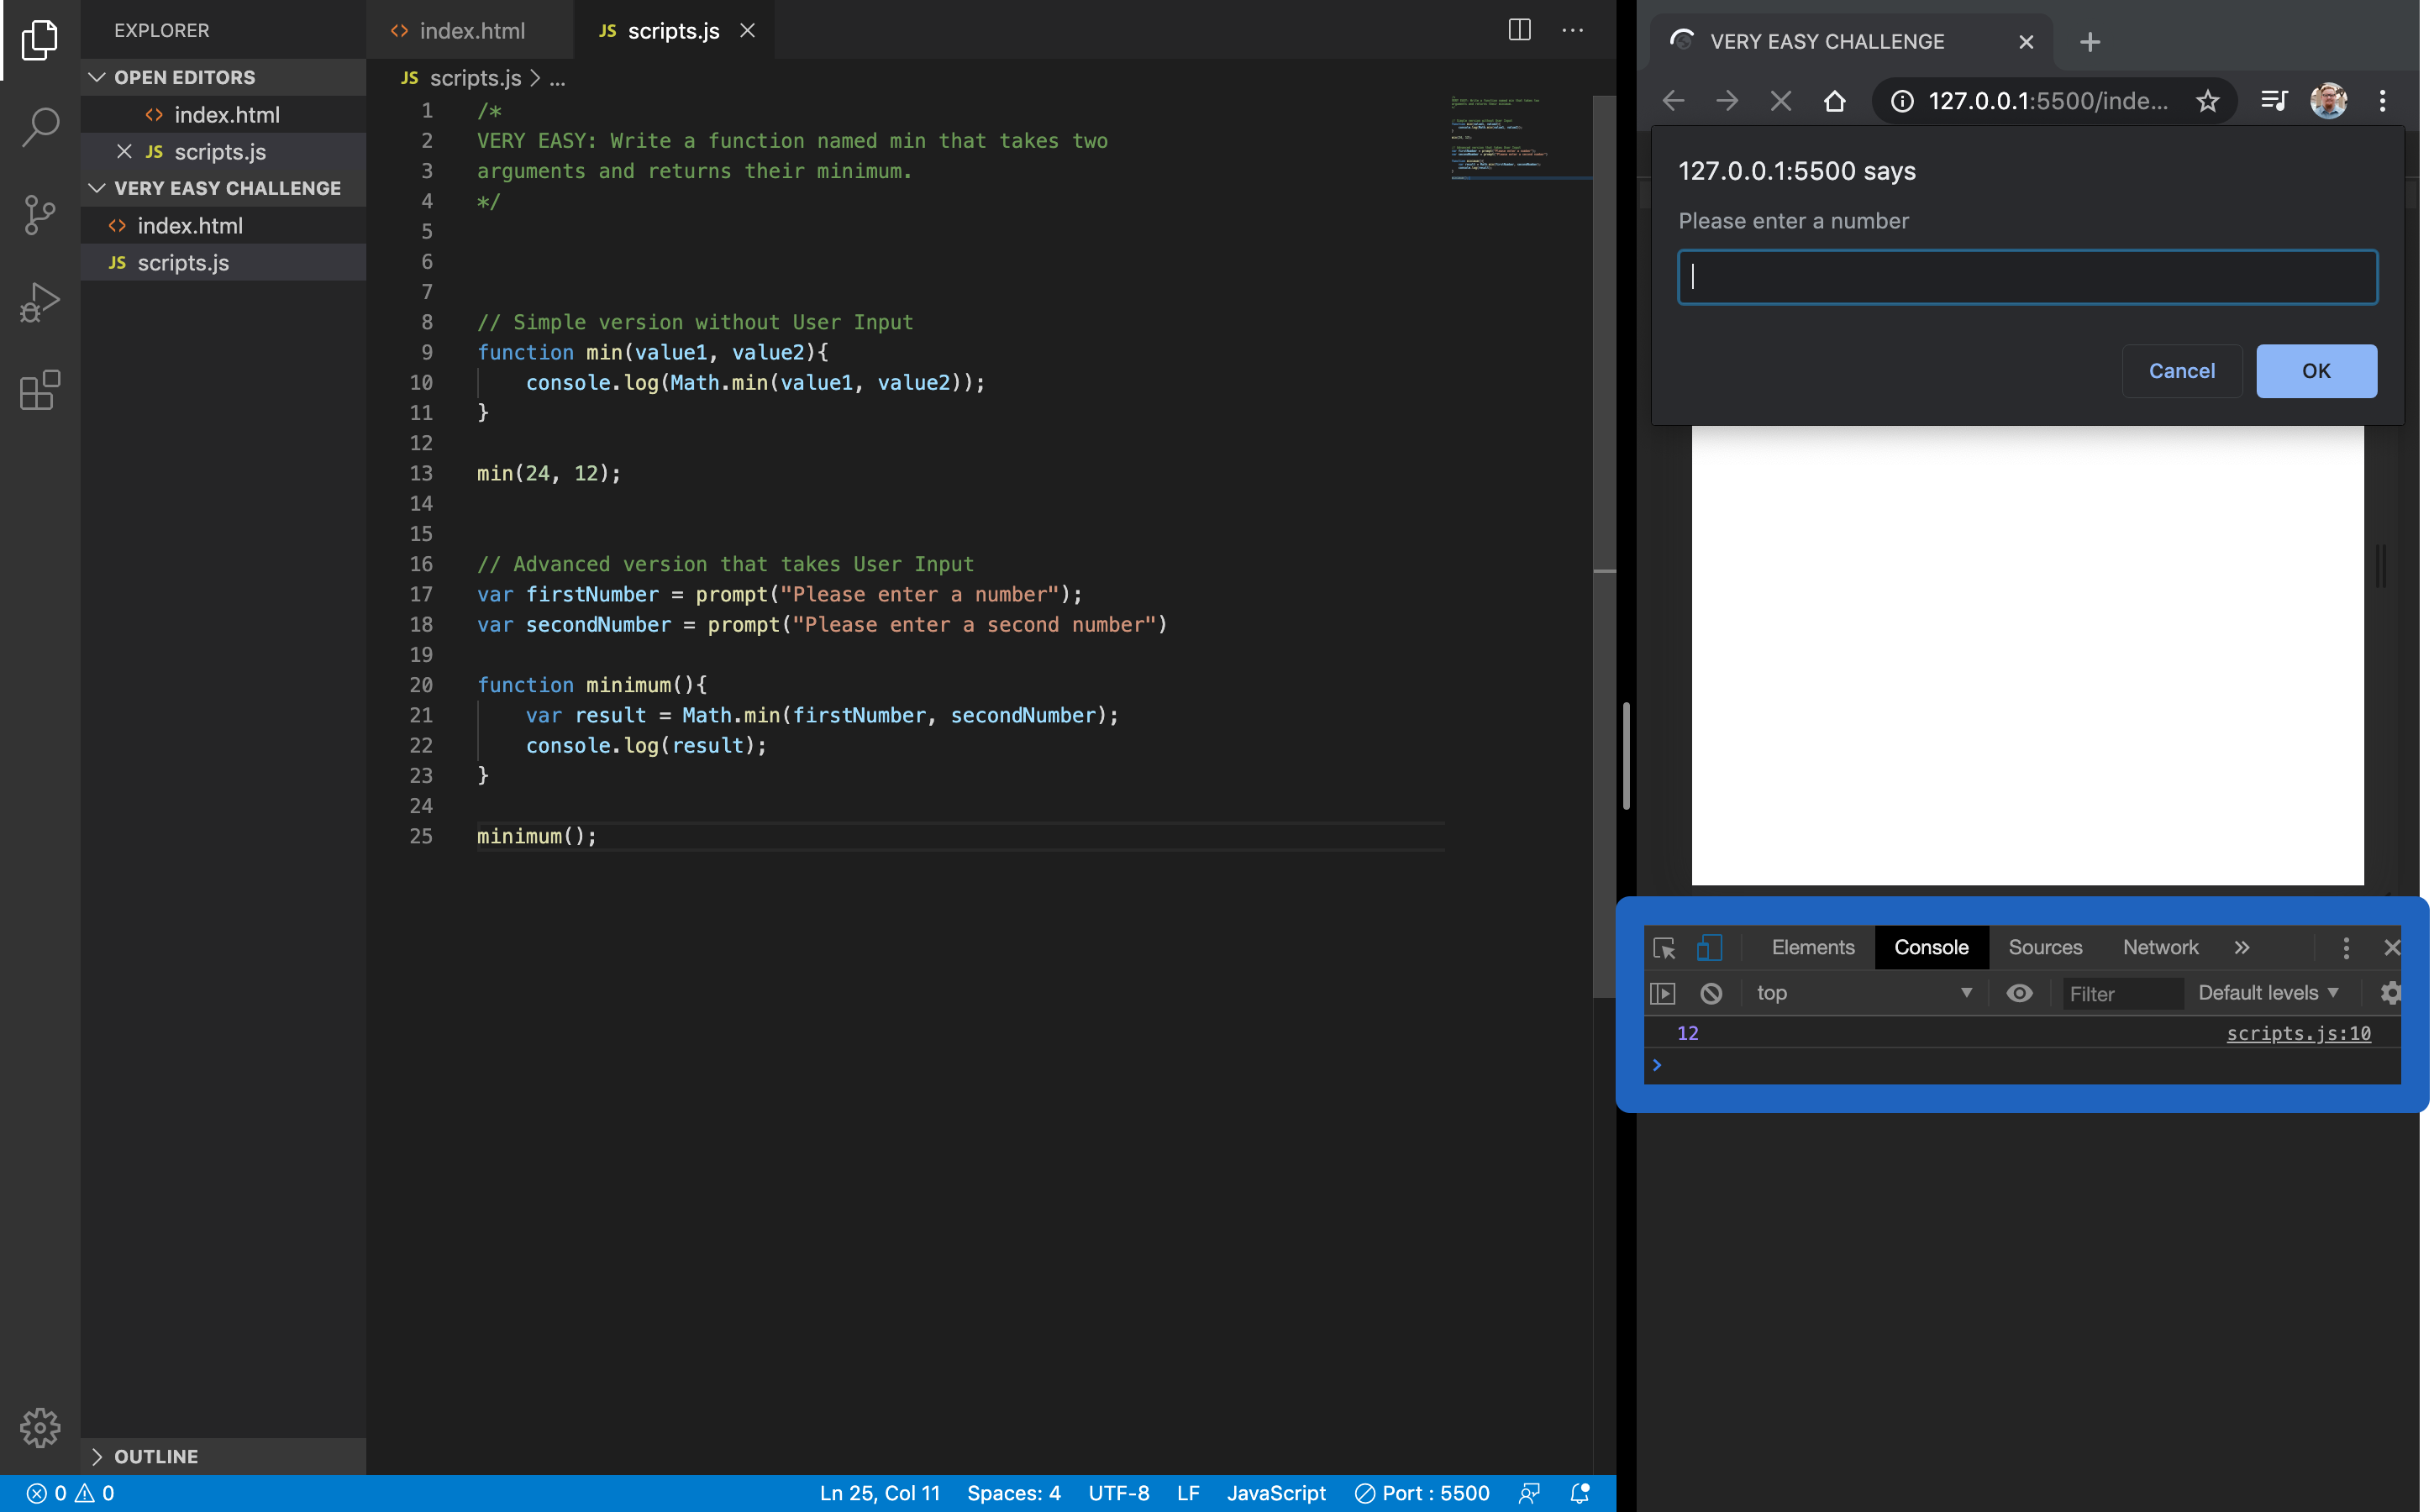 EXPLORER
OPEN EDITORS
<> index.html
JS scripts.js
VERY EASY CHALLENGE
<> index.html
JS scripts.js
OUTLINE
<> index.html
JS scripts.js
JS scripts.js > ...
1 /*
2 VERY EASY: Write a function named min that takes two
3 arguments and returns their minimum.
4 */
5
6
7
8 // Simple version without User Input
9 function min(value1, value2){
10 console.log(Math.min(value1, value2));
11 }
12
13 min(24, 12);
14
15
16 // Advanced version that takes User Input
17 var firstNumber = prompt("Please enter a number");
18 var secondNumber = prompt("Please enter a second number")
19
20 function minimum(){
21 var result = Math.min(firstNumber, secondNumber);
22 console.log(result);
23 }
24
25 minimum();
0 0 Ln 25, Col 11 Spaces: 4 UTF-8 LF JavaScript Port : 5500
VERY EASY CHALLENGE
127.0.0.1:5500/inde...
127.0.0.1:5500 says
Please enter a number
Cancel OK
Elements Console Sources Network »
top Filter Default levels
12 scripts.js:10
>